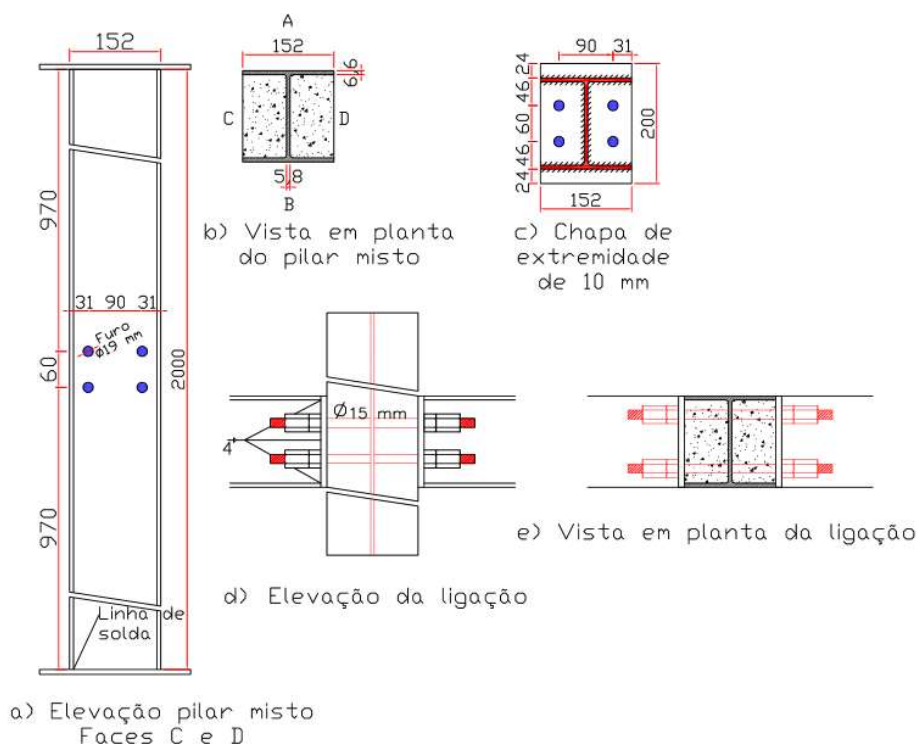 152
970
31 90 31
Furo
Ø19 mm
60
2000
970
Linha de
solda
a) Elevação pilar misto
Faces C e D
A
152
6
6
C
D
5,8
B
b) Vista em planta
do pilar misto
90 31
24
46
60
46
24
200
152
c) Chapa de
extremidade
de 10 mm
Ø15 mm
4
d) Elevação da ligação
e) Vista em planta da ligação